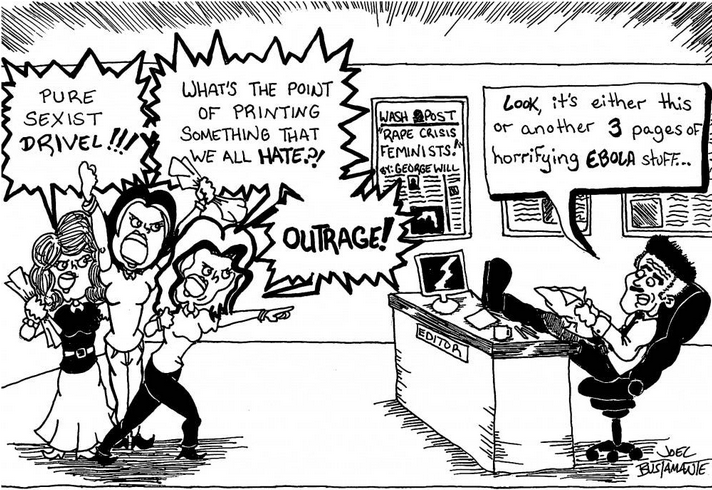 PURE
SEXIST
DRIVEL!!!
WHAT'S THE POINT
OF PRINTING
SOMETHING THAT
WE ALL HATE?!
OUTRAGE!
WASH POST
"RAPE CRISIS
FEMINISTS."
BY: GEORGE WILL
LOOK, it's either this
or another 3 pages of
horrifying EBOLA stuff...
EDITOR
JOEL
BUSTAMANTE